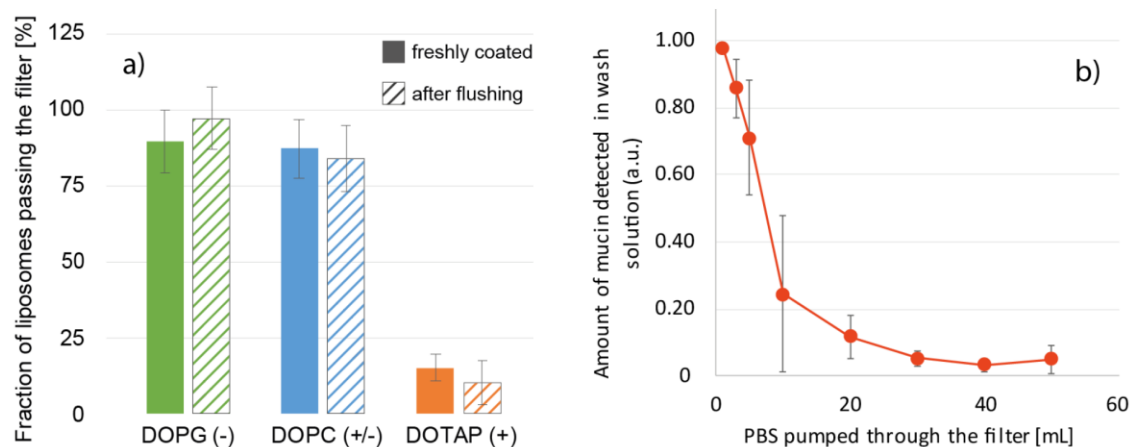 Fraction of liposomes passing the filter [%]
125
100
75
50
25
0
a)
freshly coated
after flushing
DOPG (-)
DOPC (+/-)
DOTAP (+)
Amount of mucin detected in wash
solution (a.u.)
1.00
0.80
0.60
0.40
0.20
0
b)
0
20
40
60
PBS pumped through the filter [mL]